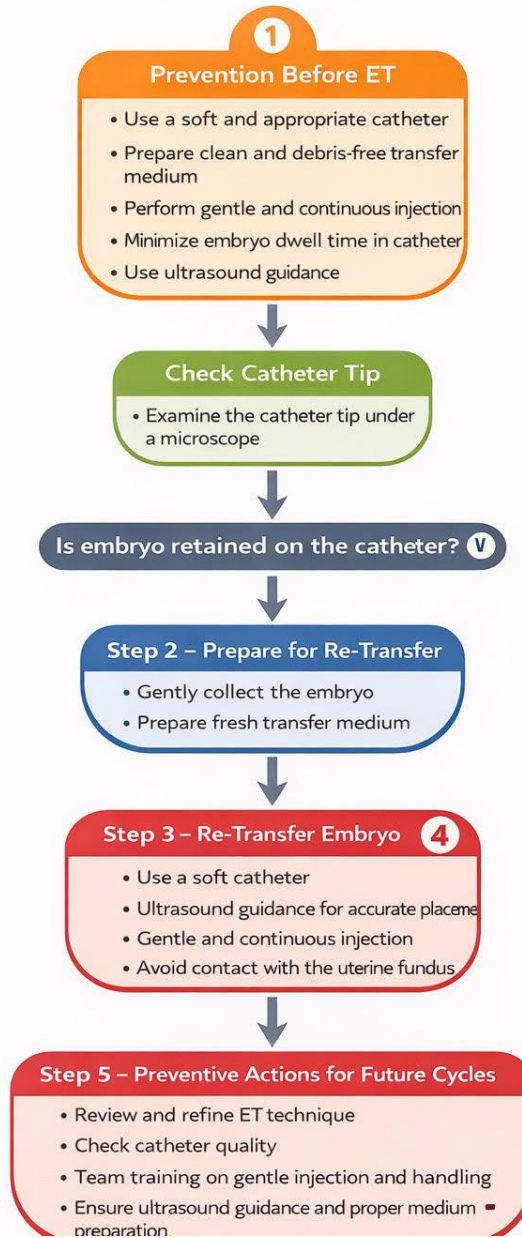 1
Prevention Before ET
• Use a soft and appropriate catheter
• Prepare clean and debris-free transfer
medium
• Perform gentle and continuous injection
• Minimize embryo dwell time in catheter
• Use ultrasound guidance
Check Catheter Tip
• Examine the catheter tip under
a microscope
Is embryo retained on the catheter? V
Step 2 – Prepare for Re-Transfer
• Gently collect the embryo
• Prepare fresh transfer medium
Step 3 – Re-Transfer Embryo 4
• Use a soft catheter
• Ultrasound guidance for accurate placeme
• Gentle and continuous injection
• Avoid contact with the uterine fundus
Step 5 – Preventive Actions for Future Cycles
• Review and refine ET technique
• Check catheter quality
• Team training on gentle injection and handling
• Ensure ultrasound guidance and proper medium -
preparation.